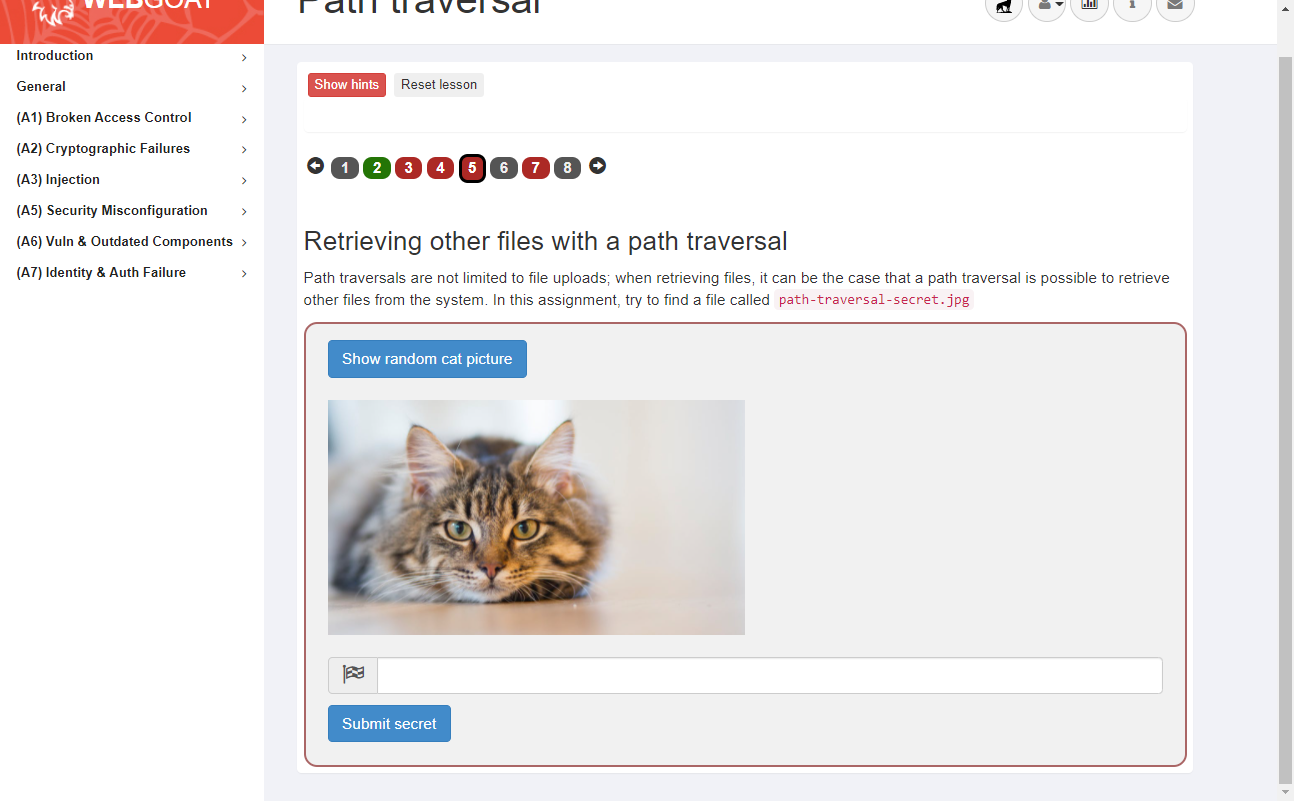 WEBGOAT
Path traversal
Introduction
General
(A1) Broken Access Control
(A2) Cryptographic Failures
(A3) Injection
(A5) Security Misconfiguration
(A6) Vuln & Outdated Components
(A7) Identity & Auth Failure
Show hints Reset lesson
1 2 3 4 5 6 7 8
Retrieving other files with a path traversal
Path traversals are not limited to file uploads; when retrieving files, it can be the case that a path traversal is possible to retrieve
other files from the system. In this assignment, try to find a file called path-traversal-secret.jpg
Show random cat picture
Submit secret